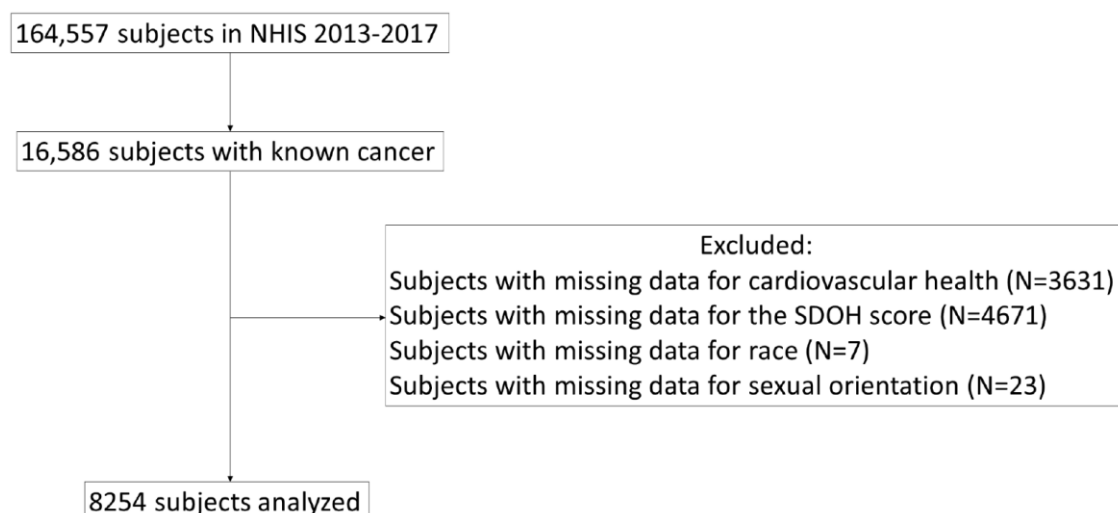 164,557 subjects in NHIS 2013-2017
16,586 subjects with known cancer
Excluded:
Subjects with missing data for cardiovascular health (N=3631)
Subjects with missing data for the SDOH score (N=4671)
Subjects with missing data for race (N=7)
Subjects with missing data for sexual orientation (N=23)
8254 subjects analyzed